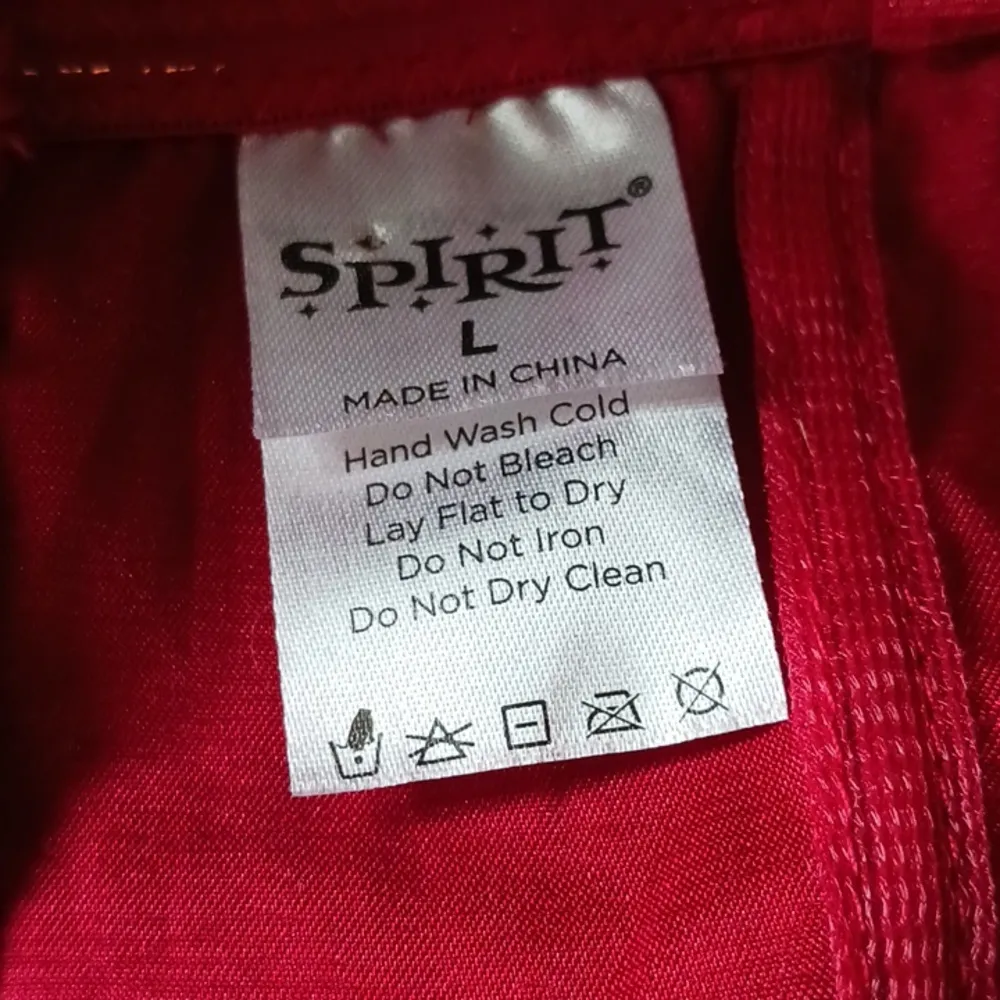 SPIRIT®
L
MADE IN CHINA
Hand Wash Cold
Do Not Bleach
Lay Flat to Dry
Do Not Iron
Do Not Dry Clean